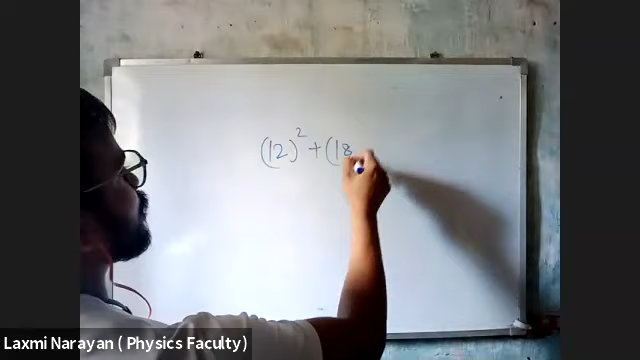 (12)² + (18
Laxmi Narayan ( Physics Faculty)